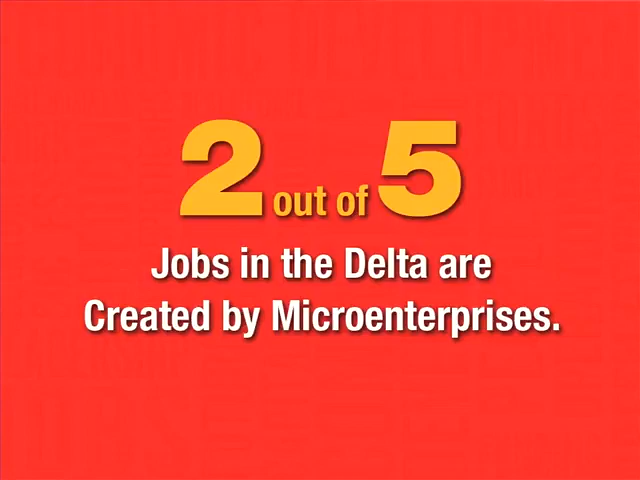 2 out of 5
Jobs in the Delta are
Created by Microenterprises.